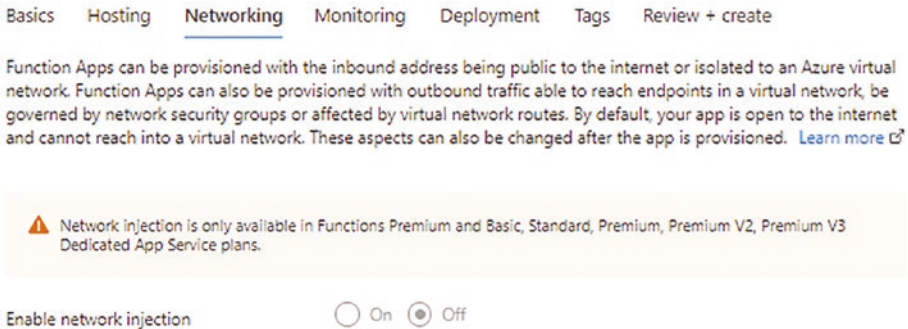 Basics Hosting Networking Monitoring Deployment Tags Review + create
Function Apps can be provisioned with the inbound address being public to the internet or isolated to an Azure virtual
network. Function Apps can also be provisioned with outbound traffic able to reach endpoints in a virtual network, be
governed by network security groups or affected by virtual network routes. By default, your app is open to the internet
and cannot reach into a virtual network. These aspects can also be changed after the app is provisioned. Learn more
Network injection is only available in Functions Premium and Basic, Standard, Premium, Premium V2, Premium V3
Dedicated App Service plans.
Enable network injection On Off